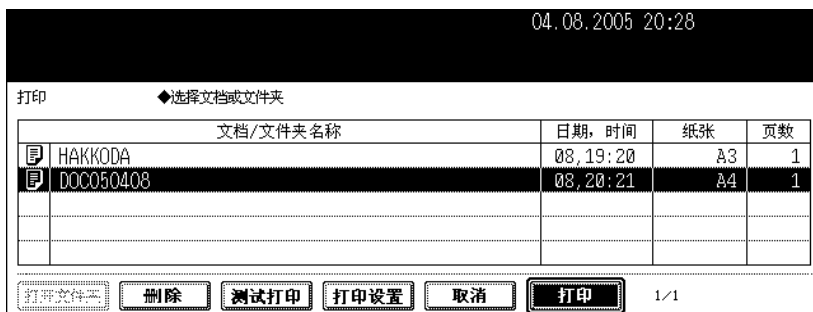 04.08.2005 20:28
打印 ◆选择文档或文件夹
文档/文件夹名称 日期，时间 纸张 页数
HAKKODA 08,19:20 A3 1
DOC050408 08,20:21 A4 1
打开文件夹 删除 测试打印 打印设置 取消 打印 1/1